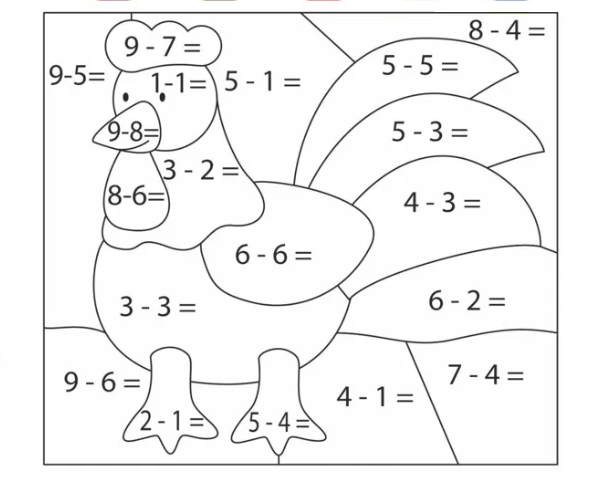 8 - 4 =
9 - 7 =
5 - 5 =
9-5=
1-1=
5 - 1 =
9-8=
5 - 3 =
3 - 2 =
8-6=
4 - 3 =
6 - 6 =
3 - 3 =
6 - 2 =
9 - 6 =
7 - 4 =
4 - 1 =
2 - 1 =
5 - 4 =